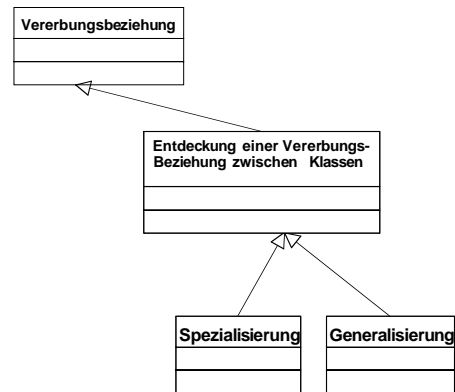 Vererbungsbeziehung
Entdeckung einer Vererbungs-
Beziehung zwischen Klassen
Spezialisierung
Generalisierung